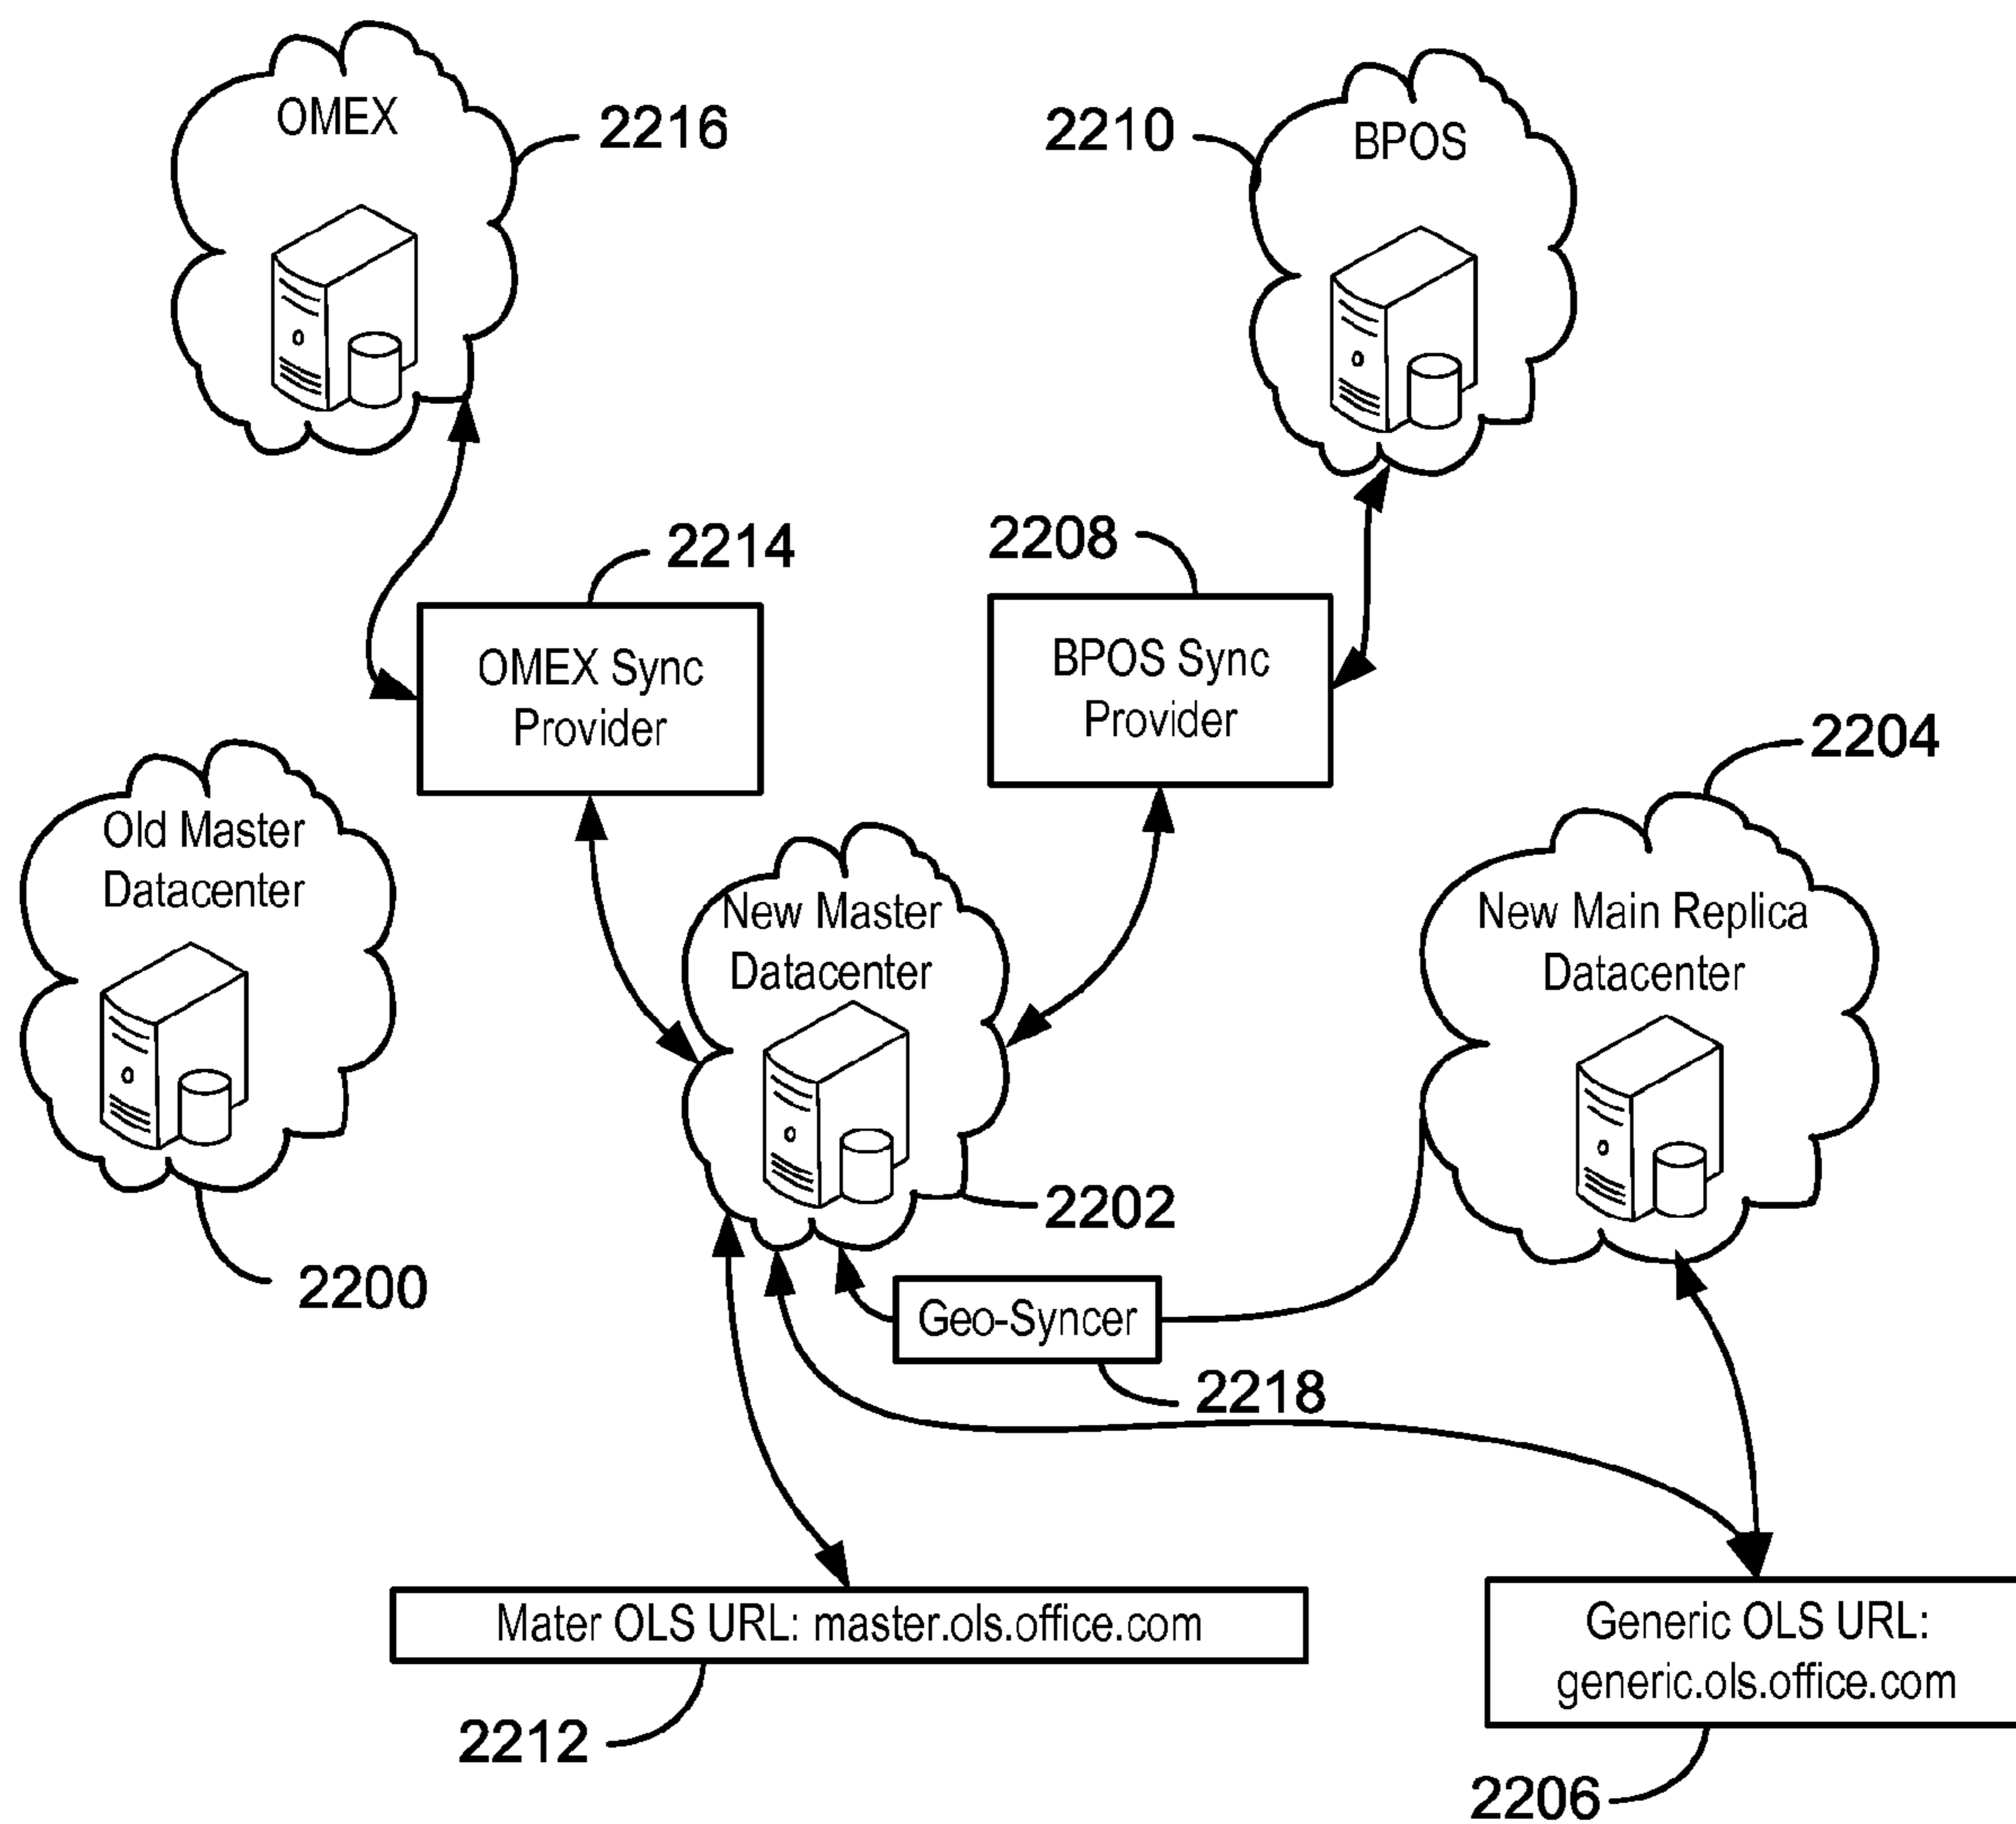 OMEX
2216
2210
BPOS
2214
2208
OMEX Sync
Provider
BPOS Sync
Provider
2204
Old Master
Datacenter
New Master
Datacenter
New Main Replica
Datacenter
2202
2200
Geo-Syncer
2218
Mater OLS URL: master.ols.office.com
Generic OLS URL:
generic.ols.office.com
2212
2206